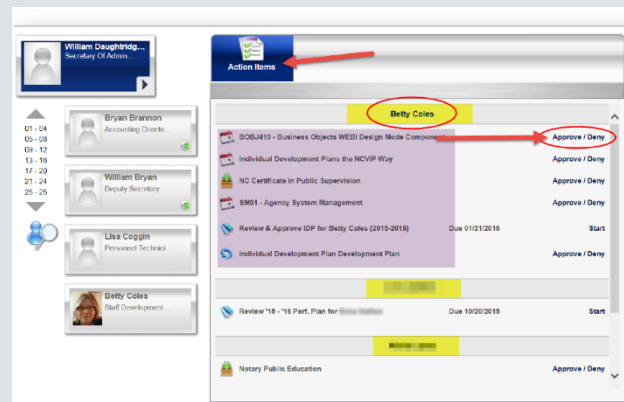 William Daughtridg...
Secretary Of Admin...
Action Items
01 - 04
05 - 08
09 - 12
13 - 16
17 - 20
21 - 24
25 - 25
Bryan Brannon
Accounting Directo...
William Bryan
Deputy Secretary
Lisa Coggin
Personnel Technici...
Betty Coles
Staff Development...
Betty Coles
BOBJ410 - Business Objects WEBI Design Mode Component Approve / Deny
Individual Development Plans the NCVIP Way Approve / Deny
NC Certificate in Public Supervision Approve / Deny
SM01 - Agency System Management Approve / Deny
Review & Approve IDP for Betty Coles (2015-2016) Due 01/21/2016 Start
Individual Development Plan Development Plan Approve / Deny
Review '15 - '16 Perf. Plan for Due 10/20/2015 Start
Notary Public Education Approve / Deny